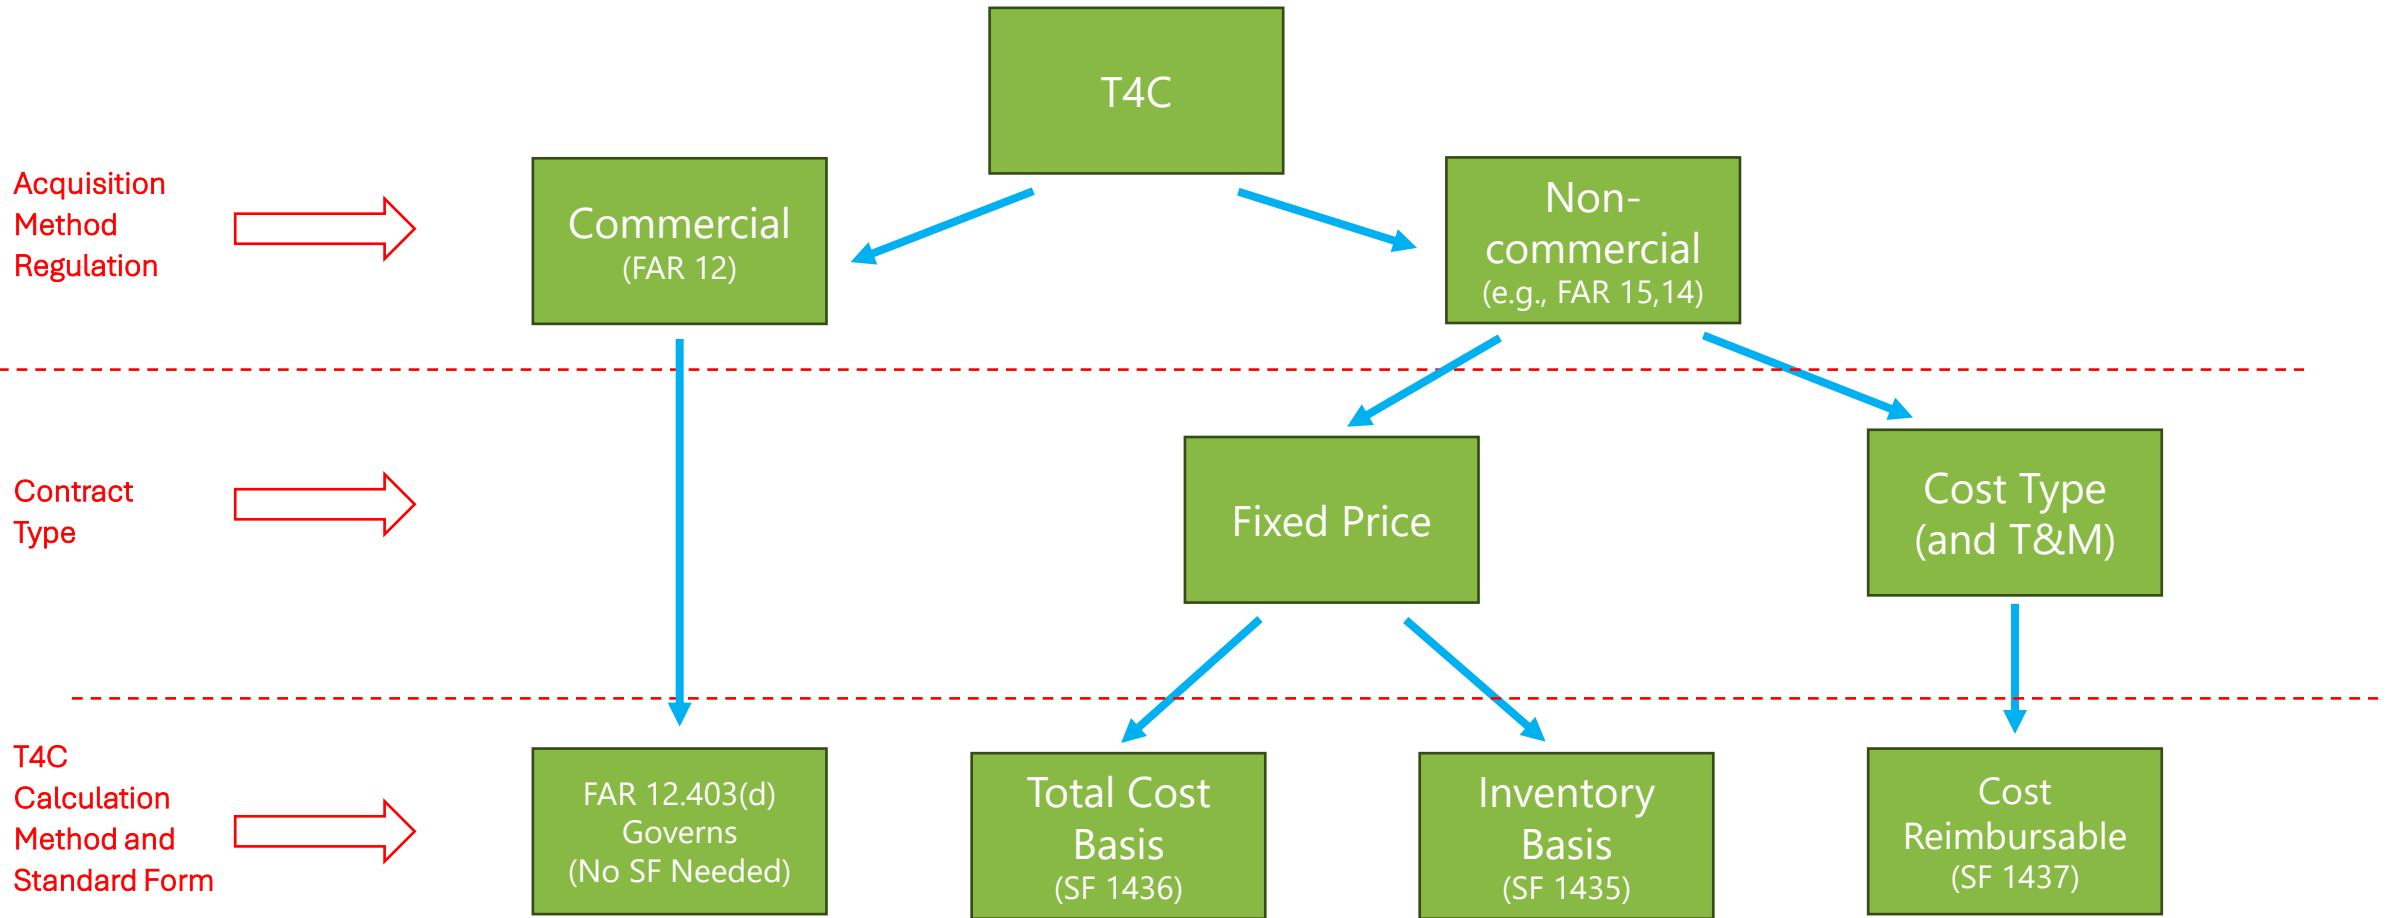 T4C
Acquisition
Method
Regulation
Commercial
(FAR 12)
Non-
commercial
(e.g., FAR 15,14)
Contract
Type
Fixed Price
Cost Type
(and T&M)
T4C
Calculation
Method and
Standard Form
FAR 12.403(d)
Governs
(No SF Needed)
Total Cost
Basis
(SF 1436)
Inventory
Basis
(SF 1435)
Cost
Reimbursable
(SF 1437)